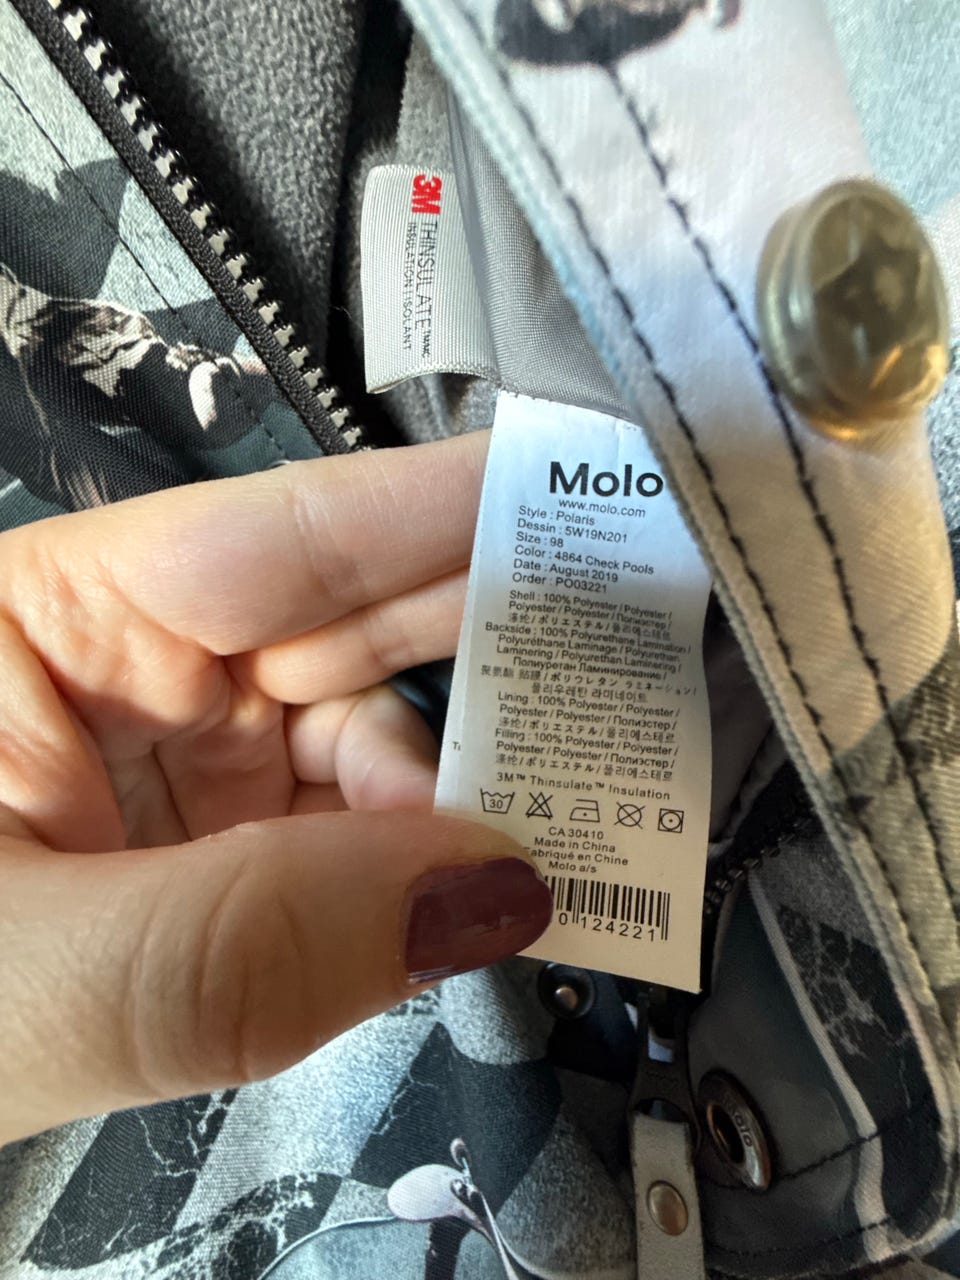 3M THINSULATE™/MC
INSULATION | ISOLANT
Molo
www.molo.com
Style : Polaris
Dessin : 5W19N201
Size : 98
Color : 4864 Check Pools
Date : August 2019
Order : PO03221
Shell : 100% Polyester / Polyester /
Polyester / Polyester / Полиэстер /
涤纶 / ポリエステル / 폴리에스테르
Backside : 100% Polyurethane Lamination /
Polyuréthane Laminage / Polyurethan
Laminering / Polyurethan Laminering /
Полиуретан Ламинирование /
聚氨酯 贴膜 / ポリウレタン ラミネーション /
폴리우레탄 라미네이트
Lining : 100% Polyester / Polyester /
Polyester / Polyester / Полиэстер /
涤纶 / ポリエステル / 폴리에스테르
Filling : 100% Polyester / Polyester /
Polyester / Polyester / Полиэстер /
涤纶 / ポリエステル / 폴리에스테르
3M™ Thinsulate™ Insulation
30
CA 30410
Made in China
abriqué en Chine
Molo a/s
0 124221
Molo